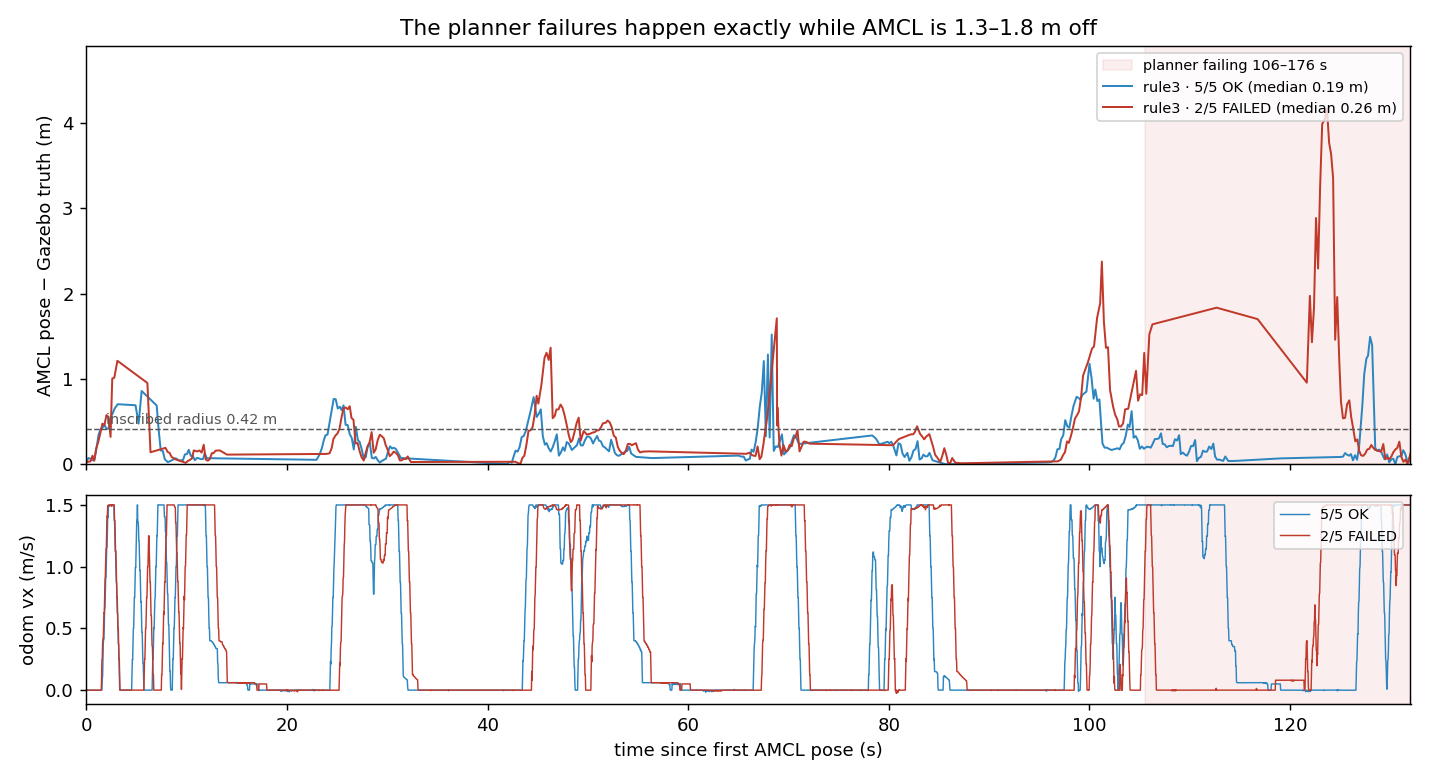 The planner failures happen exactly while AMCL is 1.3–1.8 m off
AMCL pose − Gazebo truth (m)
4
3
2
1
0
planner failing 106–176 s
rule3 · 5/5 OK (median 0.19 m)
rule3 · 2/5 FAILED (median 0.26 m)
inscribed radius 0.42 m
odom vx (m/s)
1.5
1.0
0.5
0.0
5/5 OK
2/5 FAILED
0 20 40 60 80 100 120
time since first AMCL pose (s)